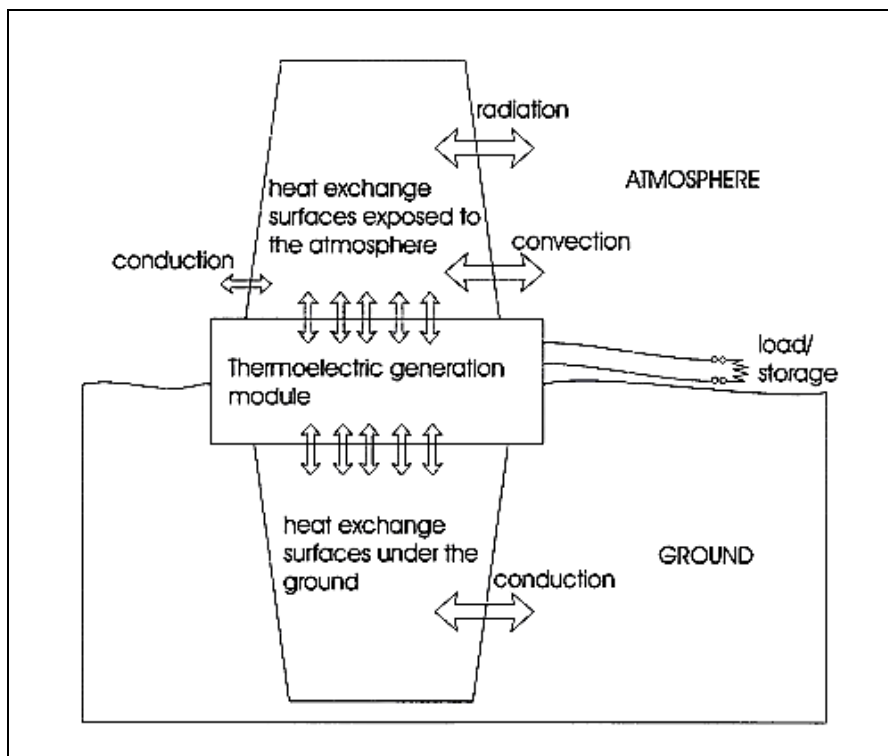 radiation
ATMOSPHERE
heat exchange
surfaces exposed to
the atmosphere
convection
conduction
Thermoelectric generation
module
load/
storage
heat exchange
surfaces under the
ground
GROUND
conduction